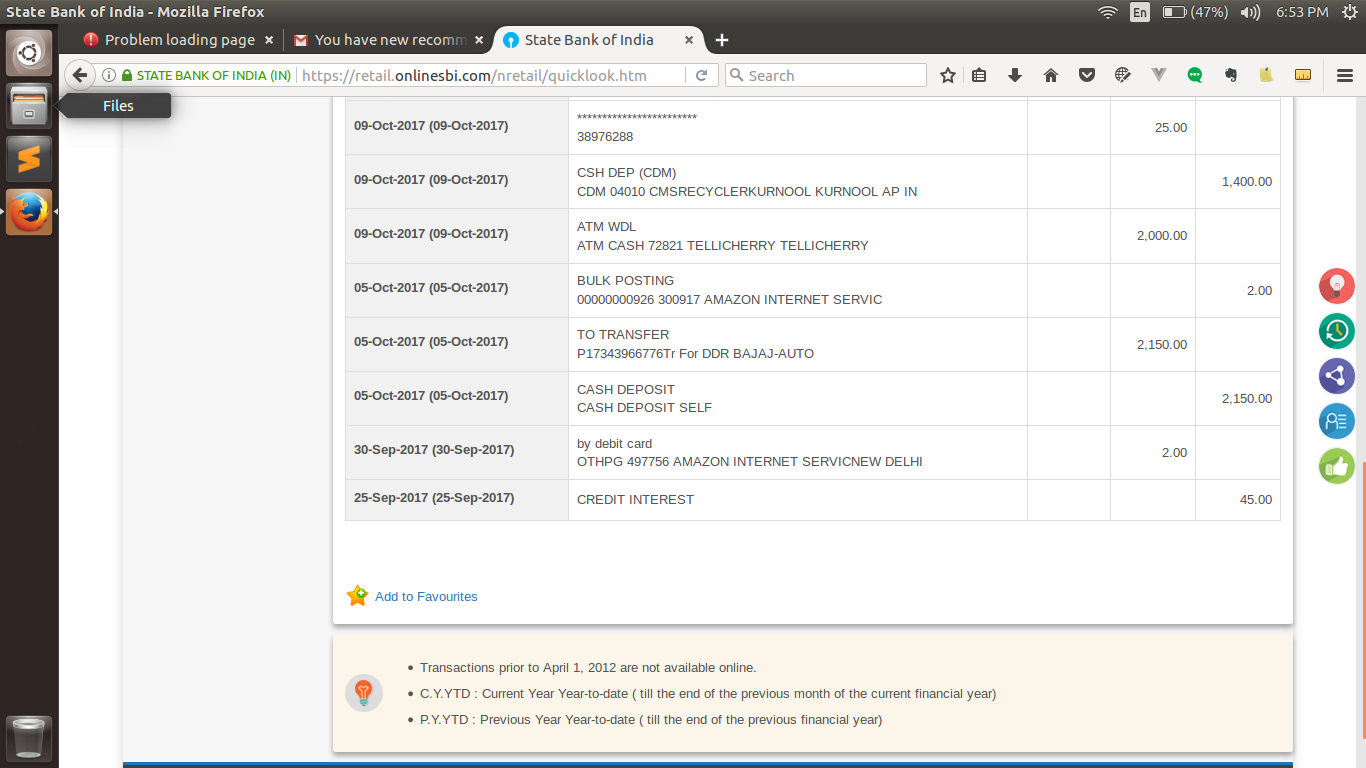 State Bank of India - Mozilla Firefox
En
(47%)
6:53 PM
Problem loading page
You have new recomm
State Bank of India
STATE BANK OF INDIA (IN)
https://retail.onlinesbi.com/nretail/quicklook.htm
Search
Files
09-Oct-2017 (09-Oct-2017)
************************
38976288
25.00
09-Oct-2017 (09-Oct-2017)
CSH DEP (CDM)
CDM 04010 CMSRECYCLERKURNOOL KURNOOL AP IN
1,400.00
09-Oct-2017 (09-Oct-2017)
ATM WDL
ATM CASH 72821 TELLICHERRY TELLICHERRY
2,000.00
05-Oct-2017 (05-Oct-2017)
BULK POSTING
00000000926 300917 AMAZON INTERNET SERVIC
2.00
05-Oct-2017 (05-Oct-2017)
TO TRANSFER
P17343966776Tr For DDR BAJAJ-AUTO
2,150.00
05-Oct-2017 (05-Oct-2017)
CASH DEPOSIT
CASH DEPOSIT SELF
2,150.00
30-Sep-2017 (30-Sep-2017)
by debit card
OTHPG 497756 AMAZON INTERNET SERVICNEW DELHI
2.00
25-Sep-2017 (25-Sep-2017)
CREDIT INTEREST
45.00
Add to Favourites
• Transactions prior to April 1, 2012 are not available online.
• C.Y.YTD : Current Year Year-to-date ( till the end of the previous month of the current financial year)
• P.Y.YTD : Previous Year Year-to-date ( till the end of the previous financial year)